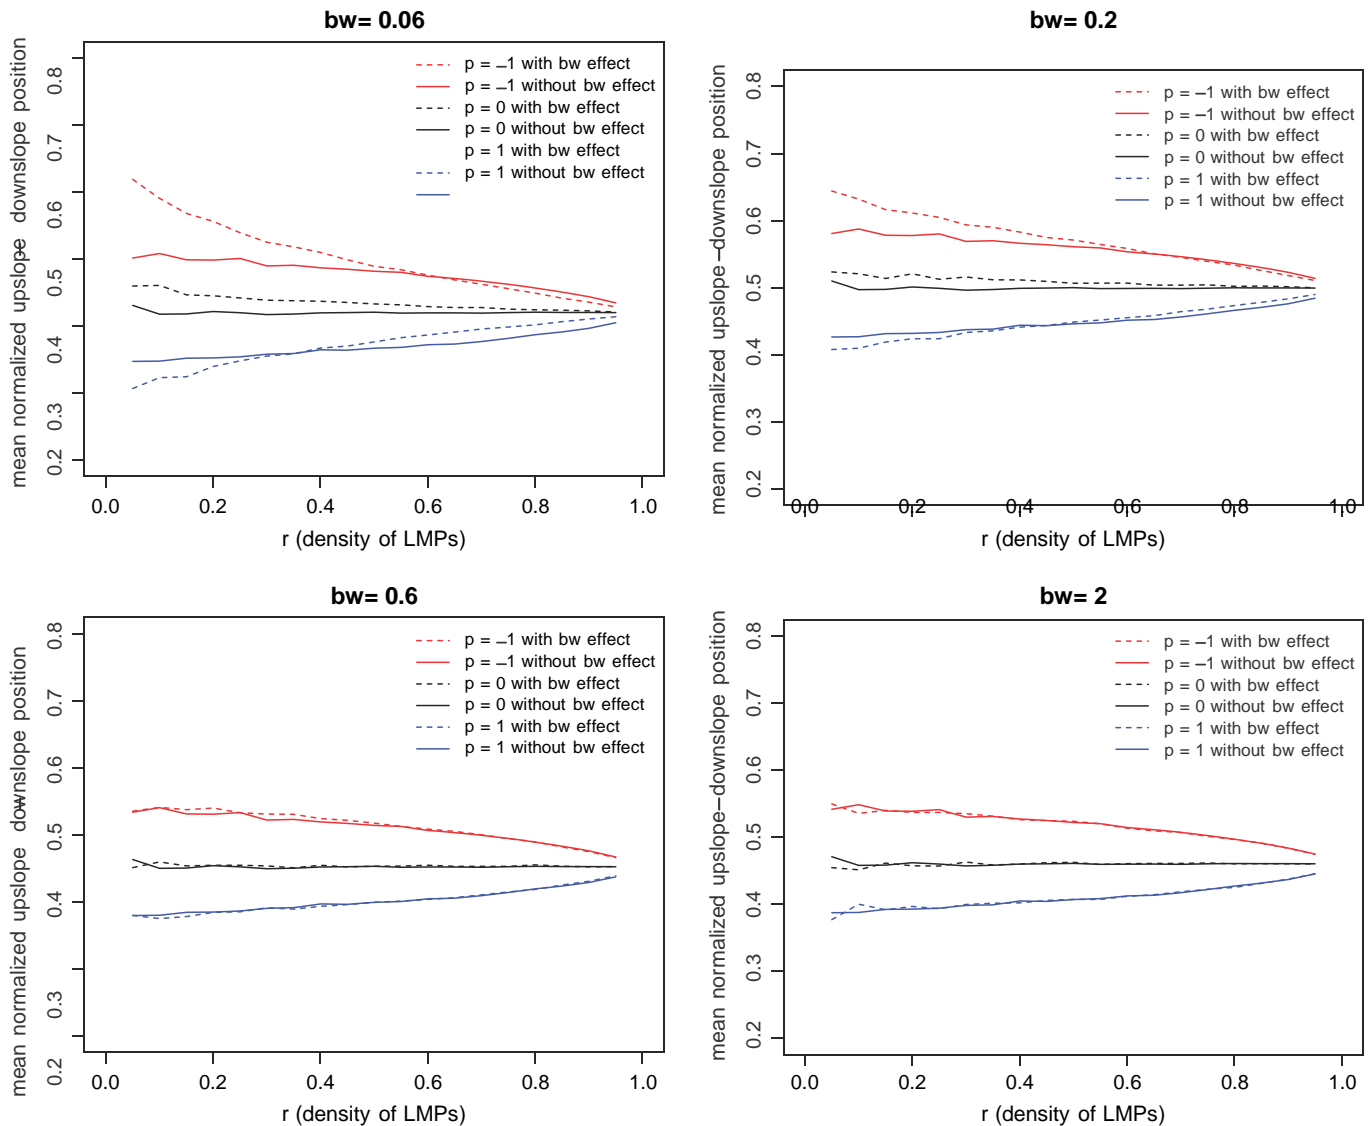 bw= 0.06
mean normalized upslope–downslope position
0.8
0.7
0.6
0.5
0.4
0.3
0.2
p = –1 with bw effect
p = –1 without bw effect
p = 0 with bw effect
p = 0 without bw effect
p = 1 with bw effect
p = 1 without bw effect
0.0 0.2 0.4 0.6 0.8 1.0
r (density of LMPs)
bw= 0.2
mean normalized upslope–downslope position
0.8
0.7
0.6
0.5
0.4
0.3
0.2
p = –1 with bw effect
p = –1 without bw effect
p = 0 with bw effect
p = 0 without bw effect
p = 1 with bw effect
p = 1 without bw effect
0.0 0.2 0.4 0.6 0.8 1.0
r (density of LMPs)
bw= 0.6
mean normalized upslope downslope position
0.8
0.7
0.6
0.5
0.4
0.3
0.2
p = –1 with bw effect
p = –1 without bw effect
p = 0 with bw effect
p = 0 without bw effect
p = 1 with bw effect
p = 1 without bw effect
0.0 0.2 0.4 0.6 0.8 1.0
r (density of LMPs)
bw= 2
mean normalized upslope–downslope position
0.8
0.7
0.6
0.5
0.4
0.3
0.2
p = –1 with bw effect
p = –1 without bw effect
p = 0 with bw effect
p = 0 without bw effect
p = 1 with bw effect
p = 1 without bw effect
0.0 0.2 0.4 0.6 0.8 1.0
r (density of LMPs)